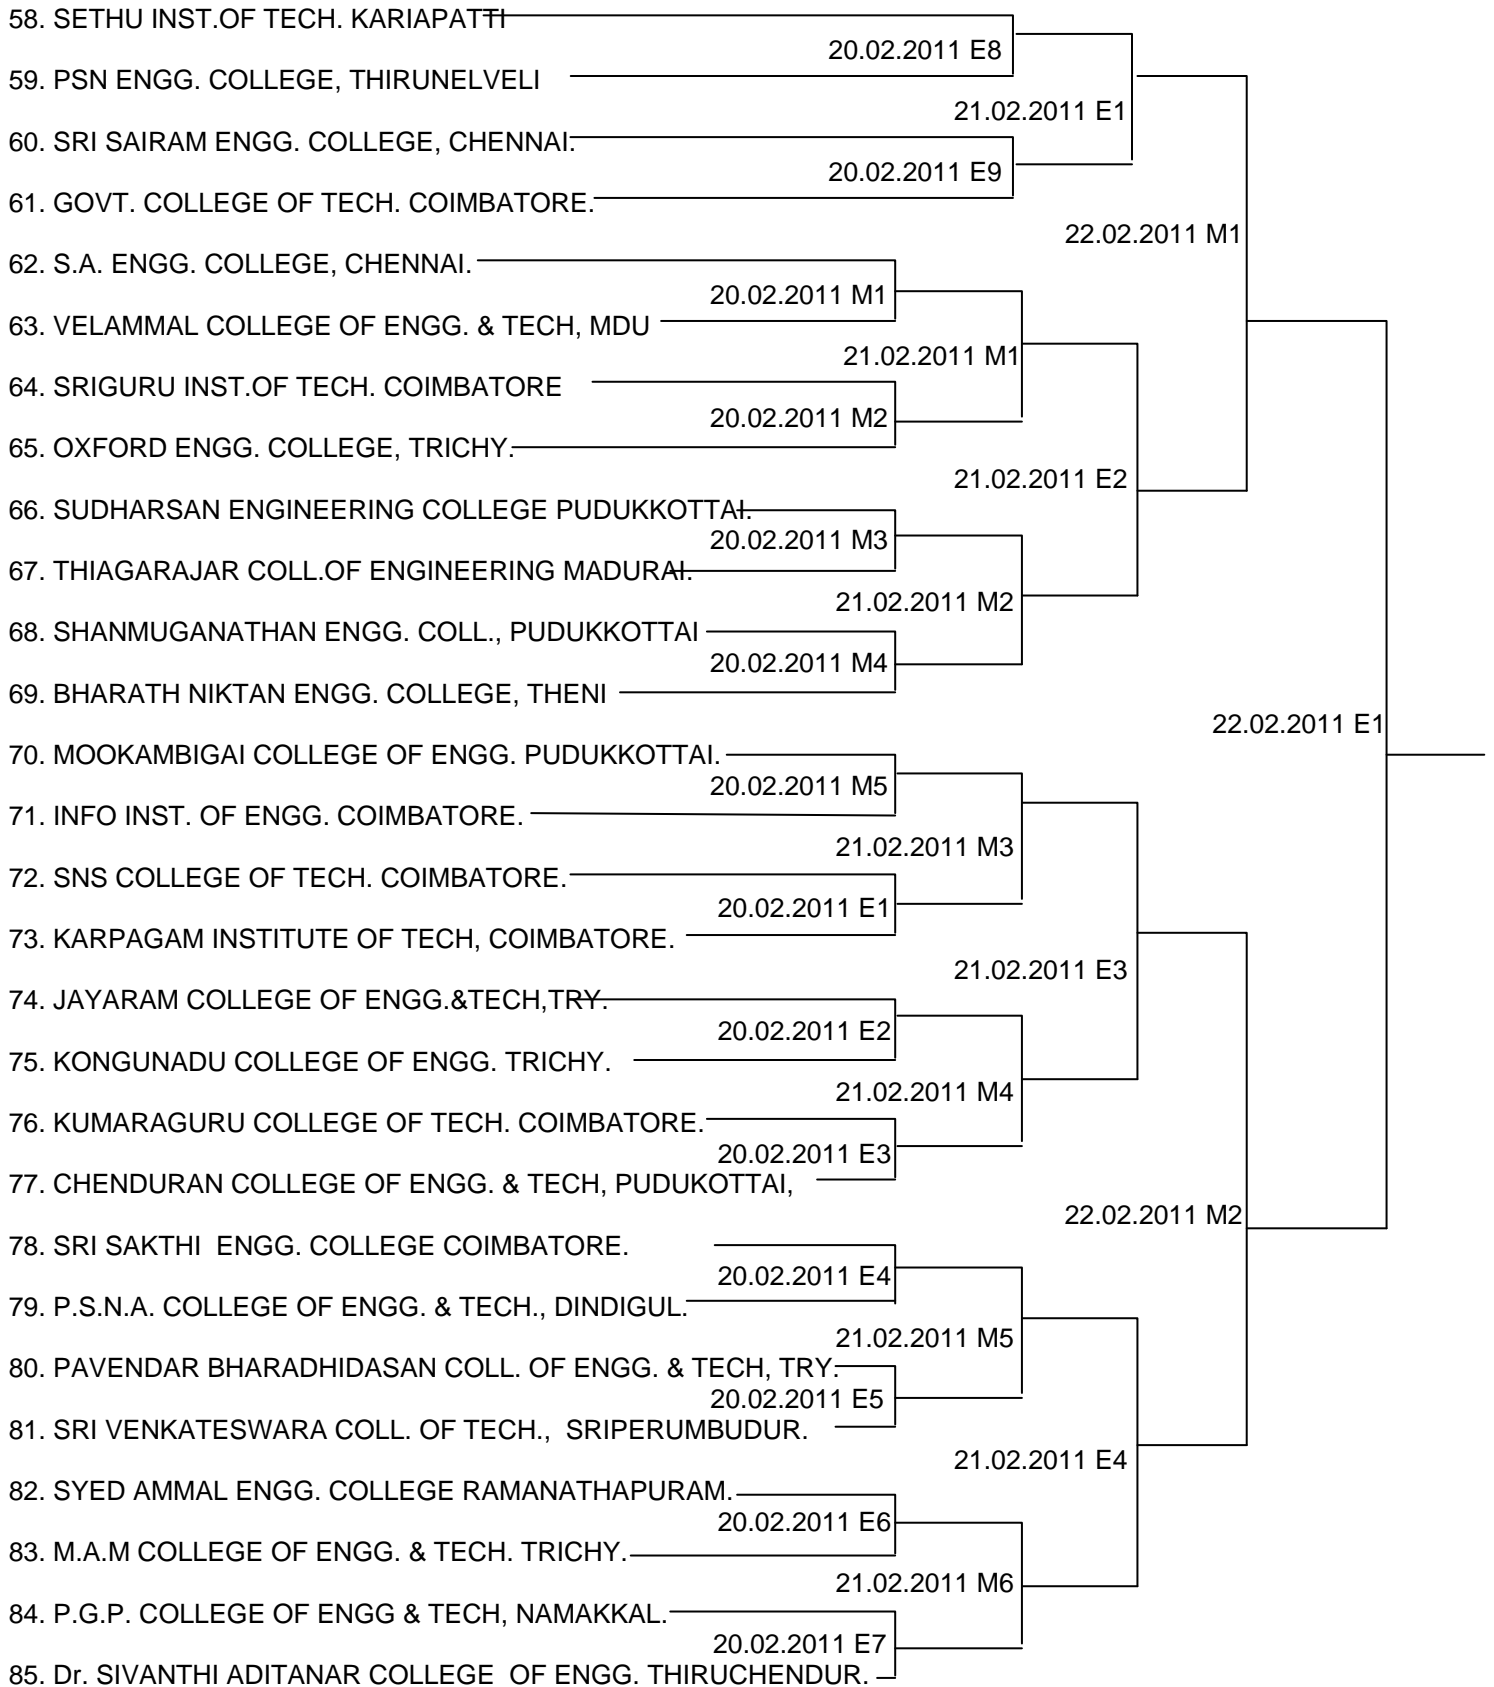 58. SETHU INST.OF TECH. KARIAPATTI
20.02.2011 E8
59. PSN ENGG. COLLEGE, THIRUNELVELI
21.02.2011 E1
60. SRI SAIRAM ENGG. COLLEGE, CHENNAI.
20.02.2011 E9
61. GOVT. COLLEGE OF TECH. COIMBATORE.
22.02.2011 M1
62. S.A. ENGG. COLLEGE, CHENNAI.
20.02.2011 M1
63. VELAMMAL COLLEGE OF ENGG. & TECH, MDU
21.02.2011 M1
64. SRIGURU INST.OF TECH. COIMBATORE
20.02.2011 M2
65. OXFORD ENGG. COLLEGE, TRICHY.
21.02.2011 E2
66. SUDHARSAN ENGINEERING COLLEGE PUDUKKOTTAI.
20.02.2011 M3
67. THIAGARAJAR COLL.OF ENGINEERING MADURAI.
21.02.2011 M2
68. SHANMUGANATHAN ENGG. COLL., PUDUKKOTTAI
20.02.2011 M4
69. BHARATH NIKTAN ENGG. COLLEGE, THENI
22.02.2011 E1
70. MOOKAMBIGAI COLLEGE OF ENGG. PUDUKKOTTAI.
20.02.2011 M5
71. INFO INST. OF ENGG. COIMBATORE.
21.02.2011 M3
72. SNS COLLEGE OF TECH. COIMBATORE.
20.02.2011 E1
73. KARPAGAM INSTITUTE OF TECH, COIMBATORE.
21.02.2011 E3
74. JAYARAM COLLEGE OF ENGG.&TECH,TRY.
20.02.2011 E2
75. KONGUNADU COLLEGE OF ENGG. TRICHY.
21.02.2011 M4
76. KUMARAGURU COLLEGE OF TECH. COIMBATORE.
20.02.2011 E3
77. CHENDURAN COLLEGE OF ENGG. & TECH, PUDUKOTTAI,
22.02.2011 M2
78. SRI SAKTHI ENGG. COLLEGE COIMBATORE.
20.02.2011 E4
79. P.S.N.A. COLLEGE OF ENGG. & TECH., DINDIGUL.
21.02.2011 M5
80. PAVENDAR BHARADHIDASAN COLL. OF ENGG. & TECH, TRY.
20.02.2011 E5
81. SRI VENKATESWARA COLL. OF TECH., SRIPERUMBUDUR.
21.02.2011 E4
82. SYED AMMAL ENGG. COLLEGE RAMANATHAPURAM.
20.02.2011 E6
83. M.A.M COLLEGE OF ENGG. & TECH. TRICHY.
21.02.2011 M6
84. P.G.P. COLLEGE OF ENGG & TECH, NAMAKKAL.
20.02.2011 E7
85. Dr. SIVANTHI ADITANAR COLLEGE OF ENGG. THIRUCHENDUR.